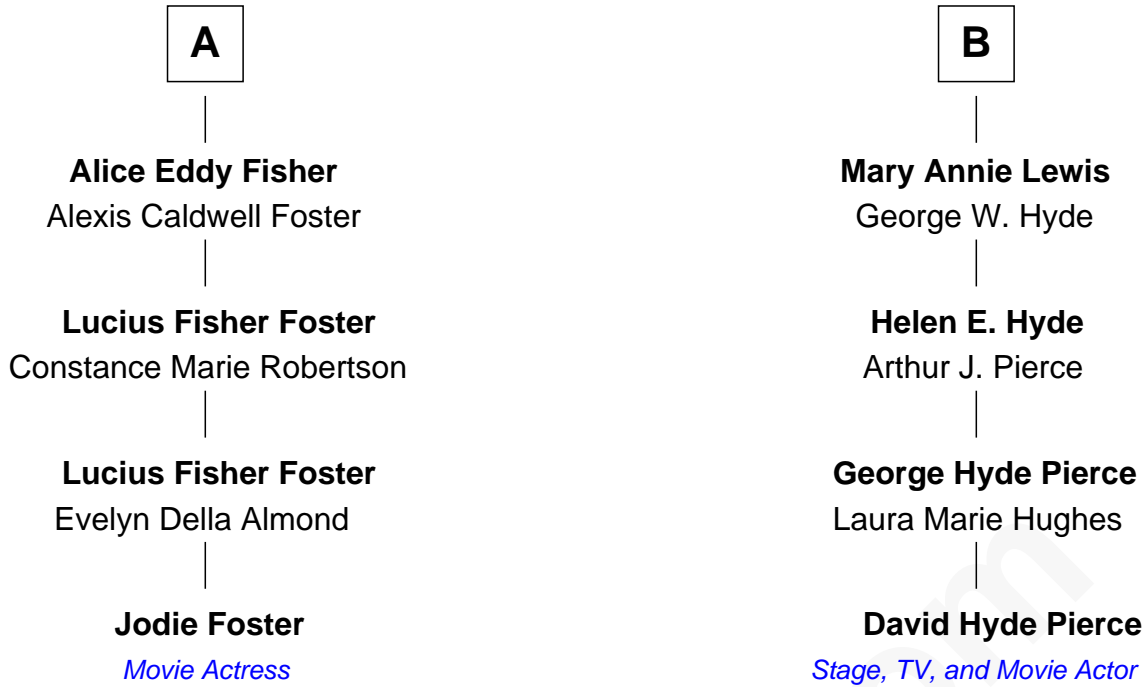 A
Alice Eddy Fisher
Alexis Caldwell Foster
Lucius Fisher Foster
Constance Marie Robertson
Lucius Fisher Foster
Evelyn Della Almond
Jodie Foster
Movie Actress
B
Mary Annie Lewis
George W. Hyde
Helen E. Hyde
Arthur J. Pierce
George Hyde Pierce
Laura Marie Hughes
David Hyde Pierce
Stage, TV, and Movie Actor